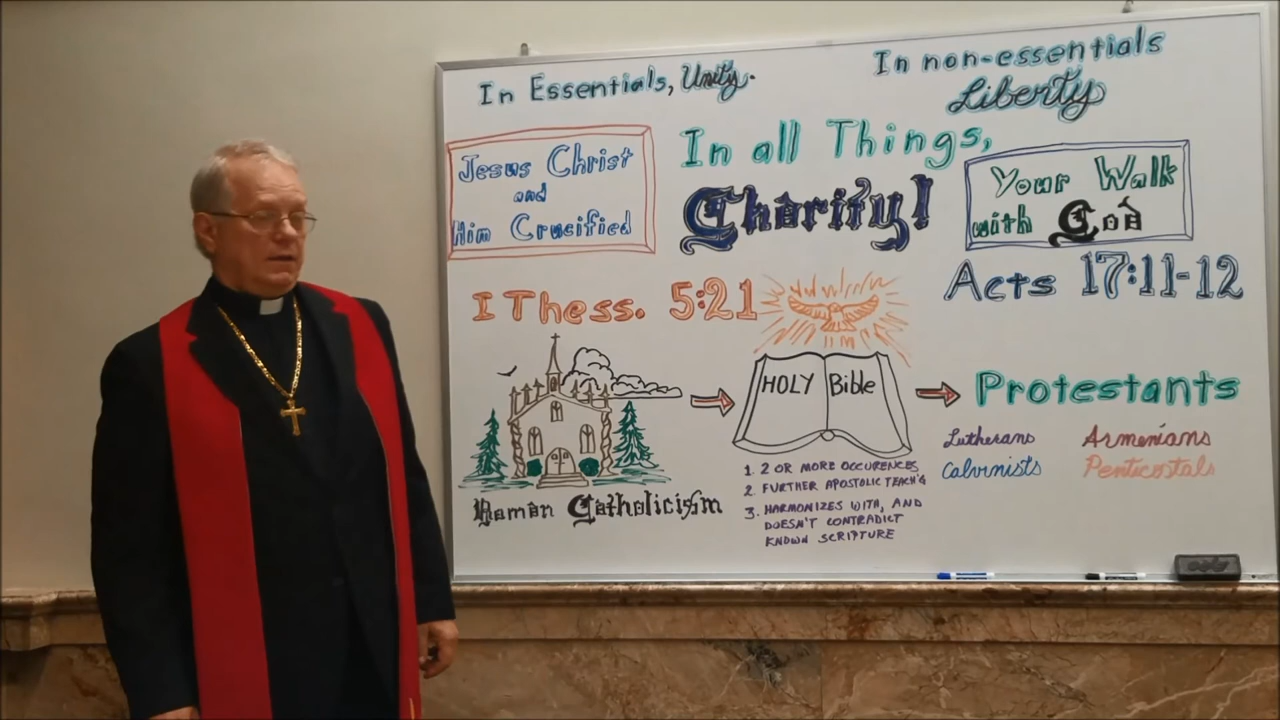 In Essentials, Unity.
In non-essentials
Liberty
In all Things,
Charity!
Jesus Christ
and
Him Crucified
Your Walk
with God
Acts 17:11-12
I Thess. 5:21
HOLY Bible
Protestants
Lutherans
Armenians
Calvinists
Penticostals
Roman Catholicism
1. 2 OR MORE OCCURENCES
2. FURTHER APOSTOLIC TEACH'G
3. HARMONIZES WITH, AND
DOESN'T CONTRADICT
KNOWN SCRIPTURE